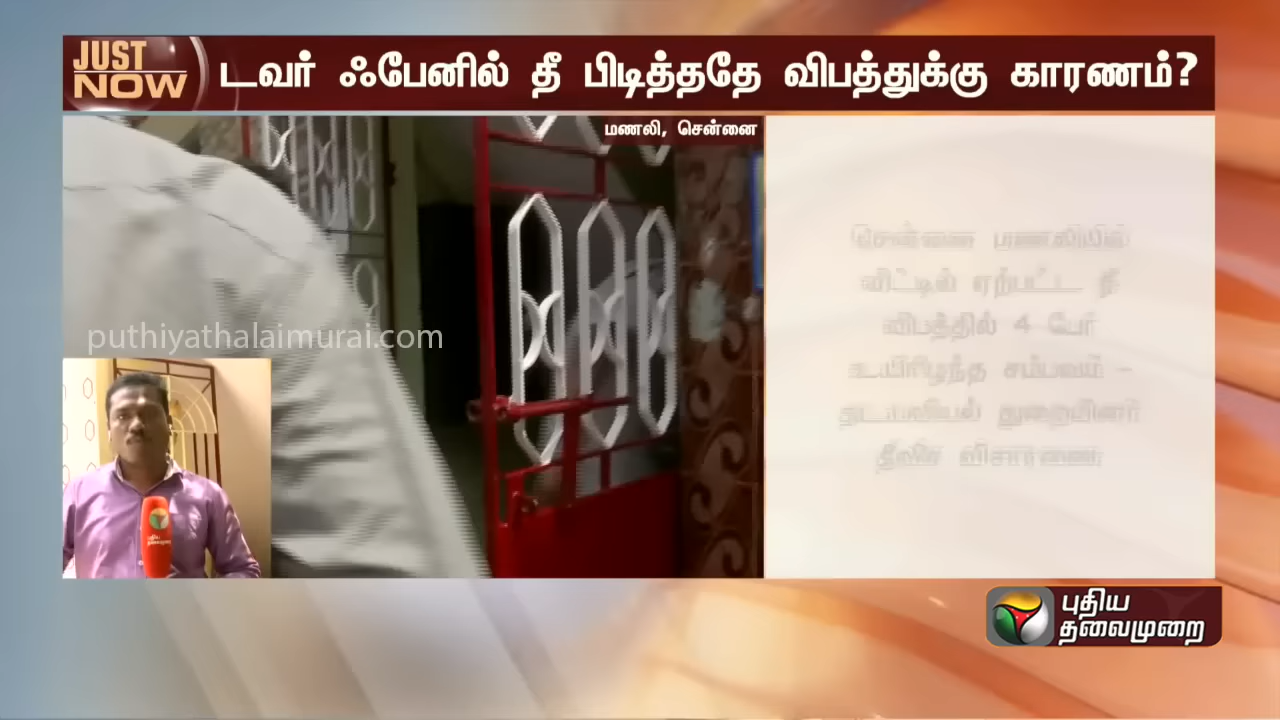 JUST
NOW
டவர் ஃபேனில் தீ பிடித்ததே விபத்துக்கு காரணம்?
மணலி, சென்னை
சென்னை மணலியில்
வீட்டில் ஏற்பட்ட தீ
விபத்தில் 4 பேர்
உயிரிழந்த சம்பவம் -
தடயவியல் துறையினர்
தீவிர விசாரணை
puthiyathalaimurai.com
புதிய
தலைமுறை
புதிய
தலைமுறை